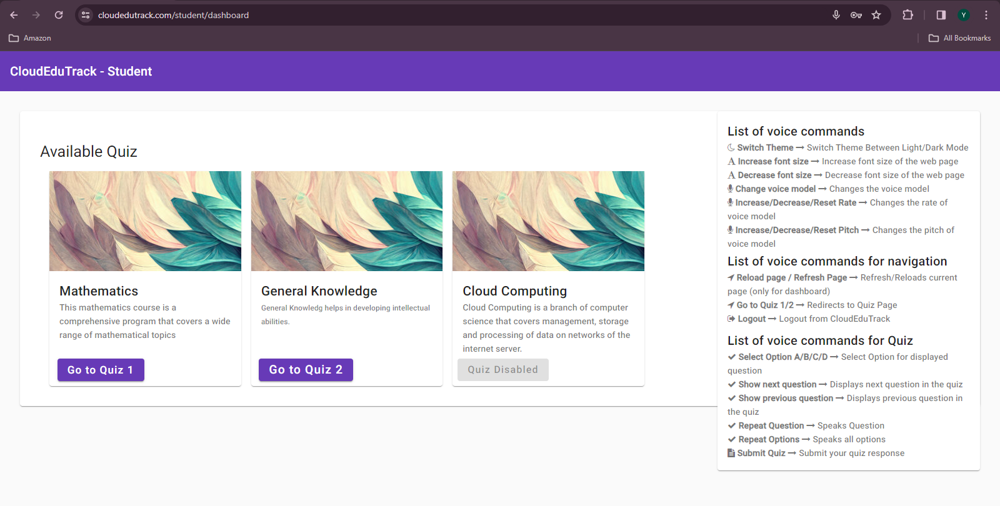 cloudedutrack.com/student/dashboard
Y
Amazon
All Bookmarks
CloudEduTrack - Student
Available Quiz
Mathematics
This mathematics course is a
comprehensive program that covers a wide
range of mathematical topics
Go to Quiz 1
General Knowledge
General Knowledg helps in developing intellectual
abilities.
Go to Quiz 2
Cloud Computing
Cloud Computing is a branch of computer
science that covers management, storage
and processing of data on networks of the
internet server.
Quiz Disabled
List of voice commands
Switch Theme → Switch Theme Between Light/Dark Mode
A Increase font size → Increase font size of the web page
A Decrease font size → Decrease font size of the web page
Change voice model → Changes the voice model
Increase/Decrease/Reset Rate → Changes the rate of
voice model
Increase/Decrease/Reset Pitch → Changes the pitch of
voice model
List of voice commands for navigation
Reload page / Refresh Page → Refresh/Reloads current
page (only for dashboard)
Go to Quiz 1/2 → Redirects to Quiz Page
Logout → Logout from CloudEduTrack
List of voice commands for Quiz
Select Option A/B/C/D → Select Option for displayed
question
Show next question → Displays next question in the quiz
Show previous question → Displays previous question in
the quiz
Repeat Question → Speaks Question
Repeat Options → Speaks all options
Submit Quiz → Submit your quiz response